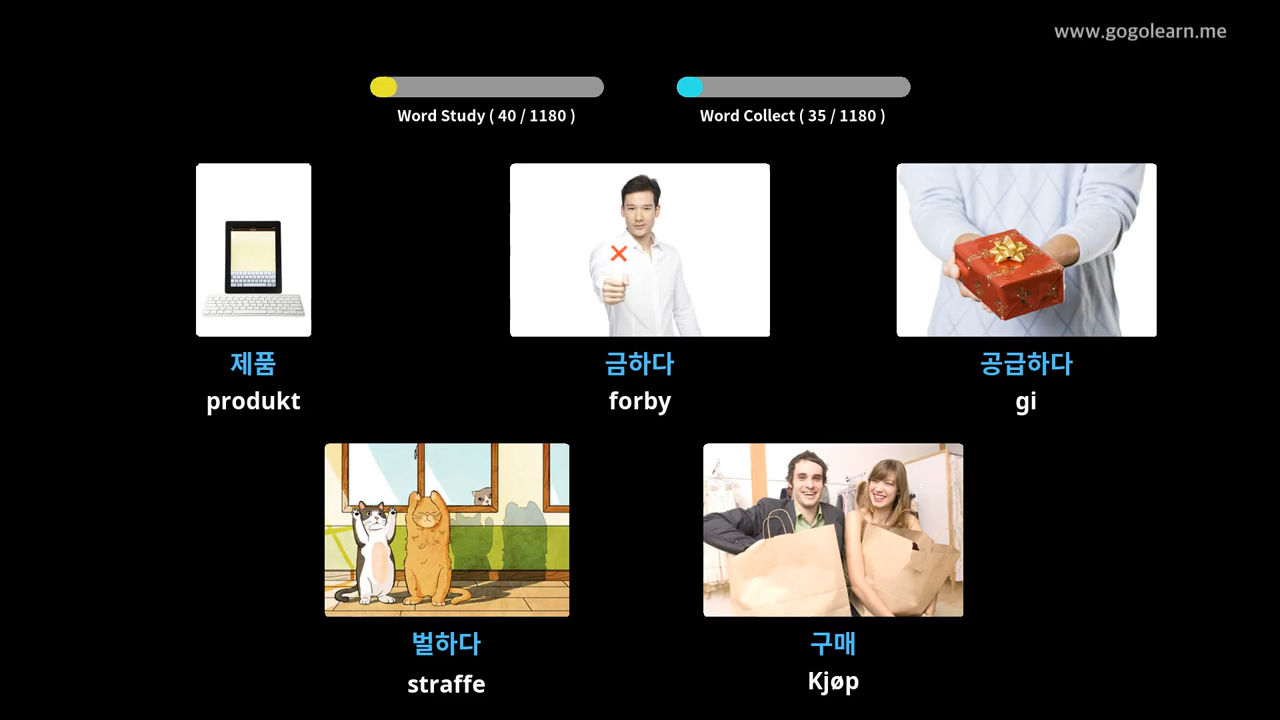 www.gogolearn.me
Word Study ( 40 / 1180 )
Word Collect ( 35 / 1180 )
제품
produkt
금하다
forby
공급하다
gi
벌하다
straffe
구매
Kjøp